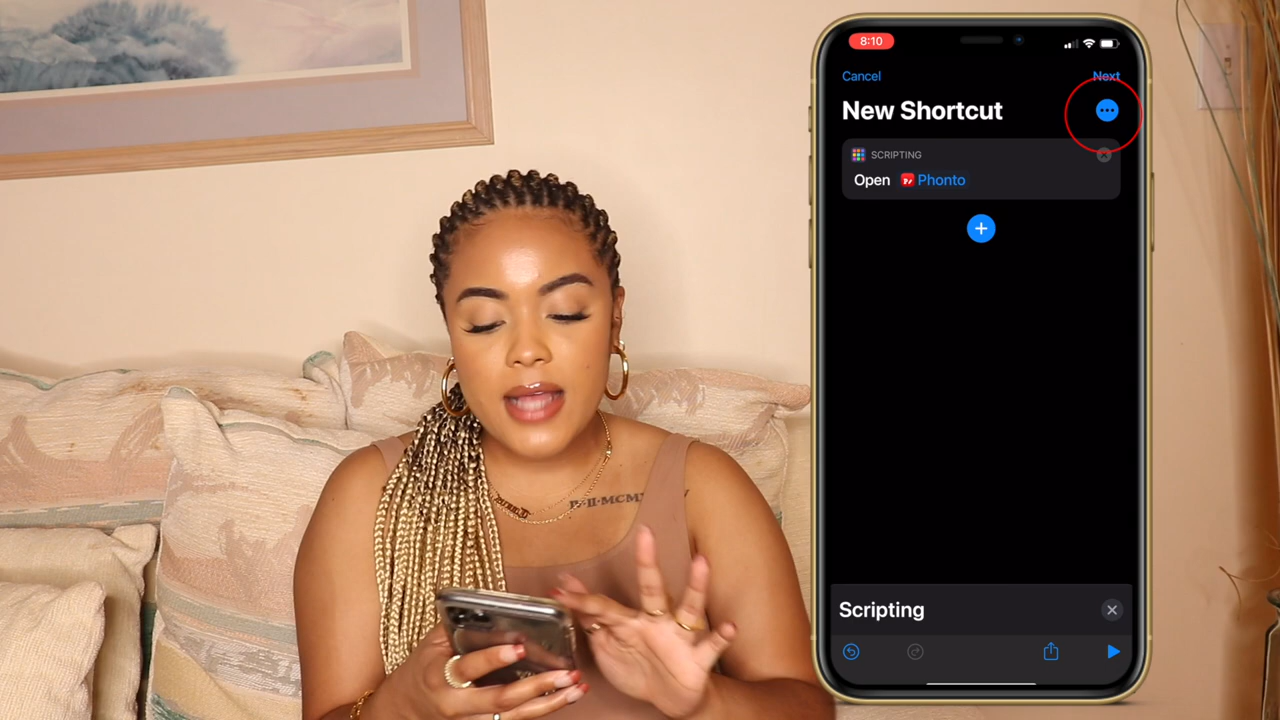 8:10
Cancel
Next
New Shortcut
SCRIPTING
Open Phonto
Scripting